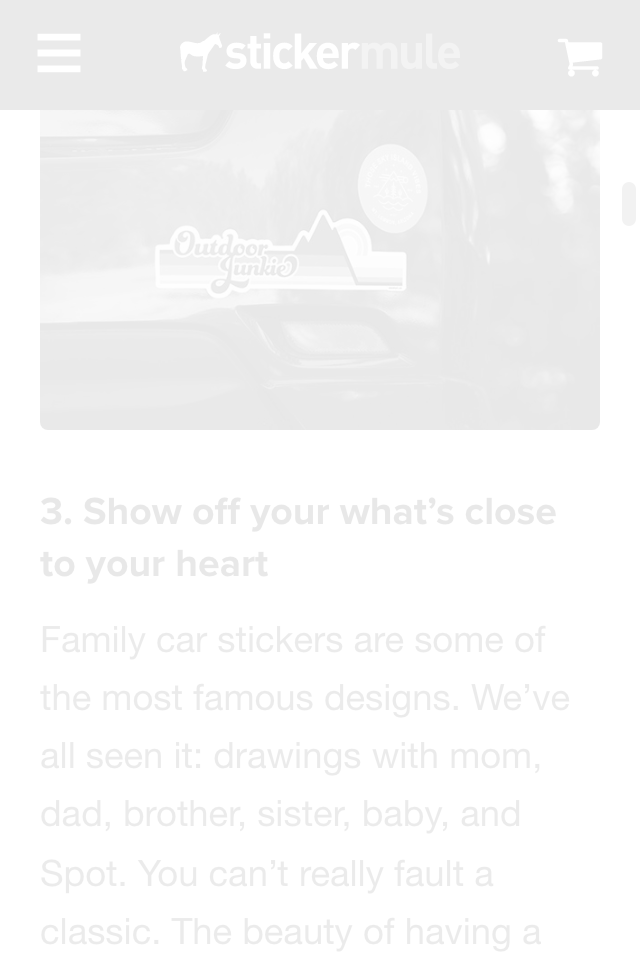 stickermule
Outdoor
Junkie
3. Show off your what’s close
to your heart
Family car stickers are some of
the most famous designs. We’ve
all seen it: drawings with mom,
dad, brother, sister, baby, and
Spot. You can’t really fault a
classic. The beauty of having a